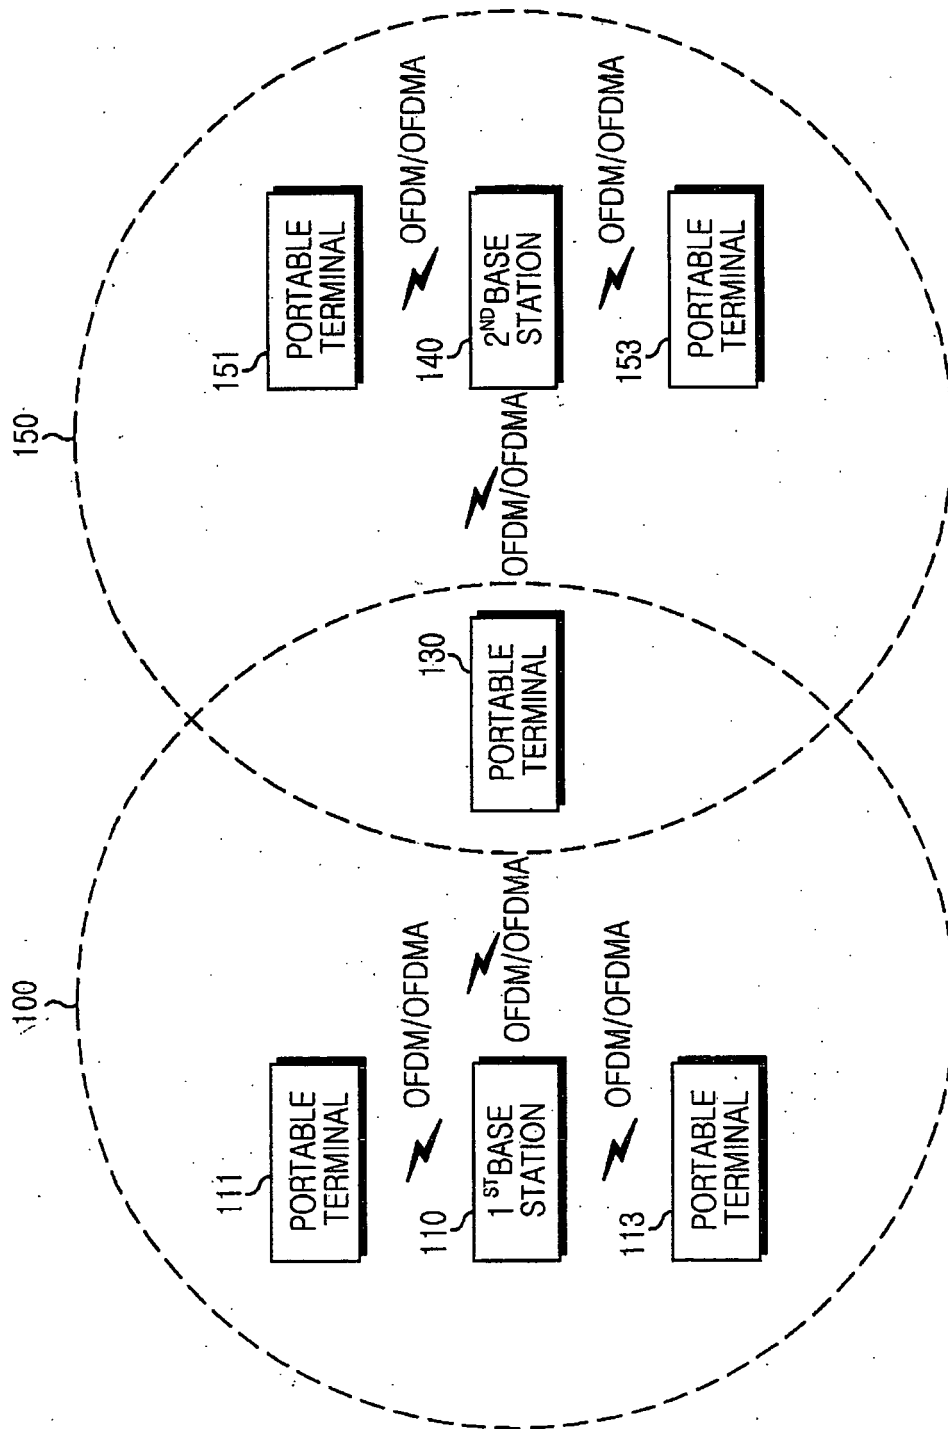 100
150
111
PORTABLE
TERMINAL
OFDM/OFDMA
110
1ST BASE
STATION
OFDM/OFDMA
113
PORTABLE
TERMINAL
OFDM/OFDMA
130
PORTABLE
TERMINAL
151
PORTABLE
TERMINAL
OFDM/OFDMA
OFDM/OFDMA
140
2ND BASE
STATION
153
PORTABLE
TERMINAL
OFDM/OFDMA